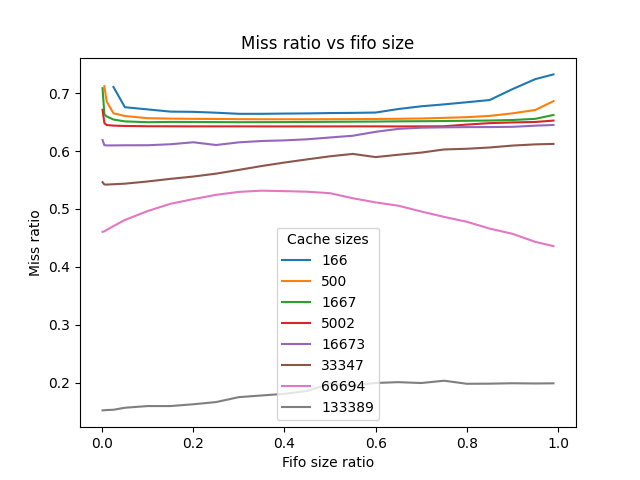 Miss ratio vs fifo size
Miss ratio
0.7
0.6
0.5
0.4
0.3
0.2
Cache sizes
166
500
1667
5002
16673
33347
66694
133389
0.0 0.2 0.4 0.6 0.8 1.0
Fifo size ratio